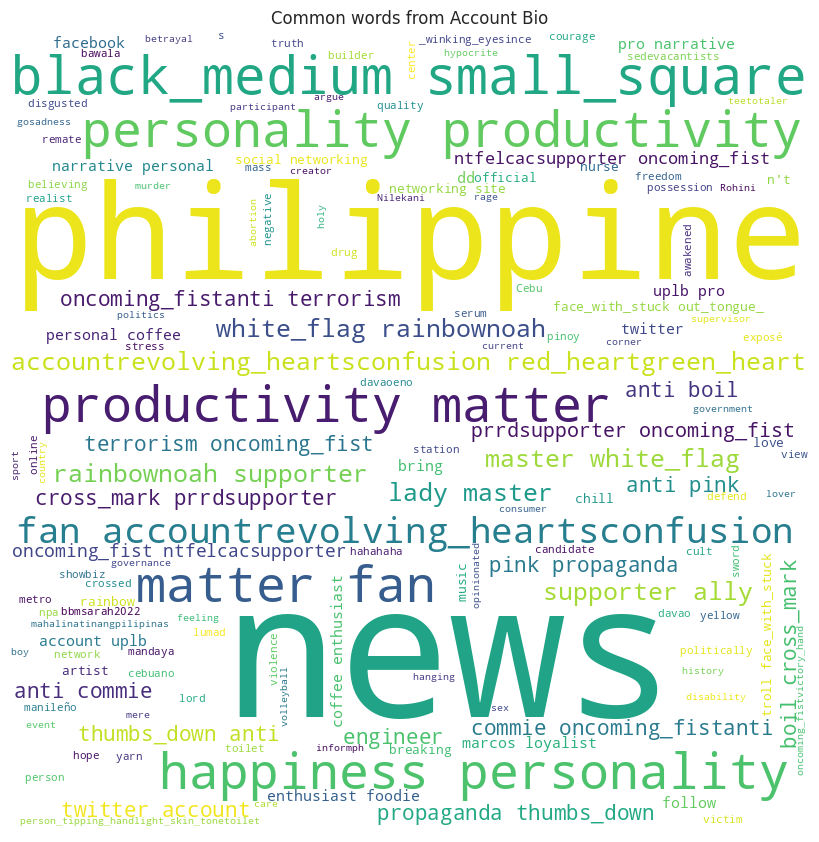 Common words from Account Bio
betrayal
s
_winking_eyesince
courage
facebook
truth
pro narrative
bawala
builder
center
hypocrite
sedevacantists
black_medium small_square
disgusted
participant
argue
quality
teetotaler
gosadness
personality productivity
remate
narrative personal
social networking
ntfelcacsupporter oncoming_fist
mass
creator
ddofficial
nurse
freedom
believing
murder
networking site
possession
Rohini
n't
realist
Nilekani
rage
philippine
abortion
negative
holy
drug
awakened
oncoming_fistanti terrorism
Cebu
uplb pro
politics
serum
face_with_stuck out_tongue_
personal coffee
white_flag rainbownoah
twitter
supervisor
stress
current
pinoy
corner
exposé
accountrevolving_heartsconfusion red_heartgreen_heart
davaoeno
productivity matter
anti boil
government
prrdsupporter oncoming_fist
terrorism oncoming_fist
love
sport
online
country
station
view
rainbownoah supporter
bring
master white_flag
cross_mark prrdsupporter
lady master
chill
anti pink
defend
lover
consumer
fan accountrevolving_heartsconfusion
oncoming_fist ntfelcacsupporter
hahahaha
candidate
cult
sword
governance
showbiz
crossed
matter fan
music
opinionated
pink propaganda
troll face_with_stuck
boil cross_mark
oncoming_fistvictory_hand
metro
rainbow
coffee enthusiast
supporter ally
npa
bbmsarah2022
feeling
news
davao
yellow
mahalinatinangpilipinas
account uplb
lumad
boy
network
mandaya
politically
violence
volleyball
artist
cebuano
hanging
history
anti commie
lord
disability
manileño
mere
sex
event
thumbs_down anti
engineer
commie oncoming_fistanti
toilet
informph
breaking
marcos loyalist
hope
yarn
person
happiness personality
enthusiast foodie
twitter account
care
propaganda thumbs_down
follow
person_tipping_handlight_skin_tonetoilet
victim